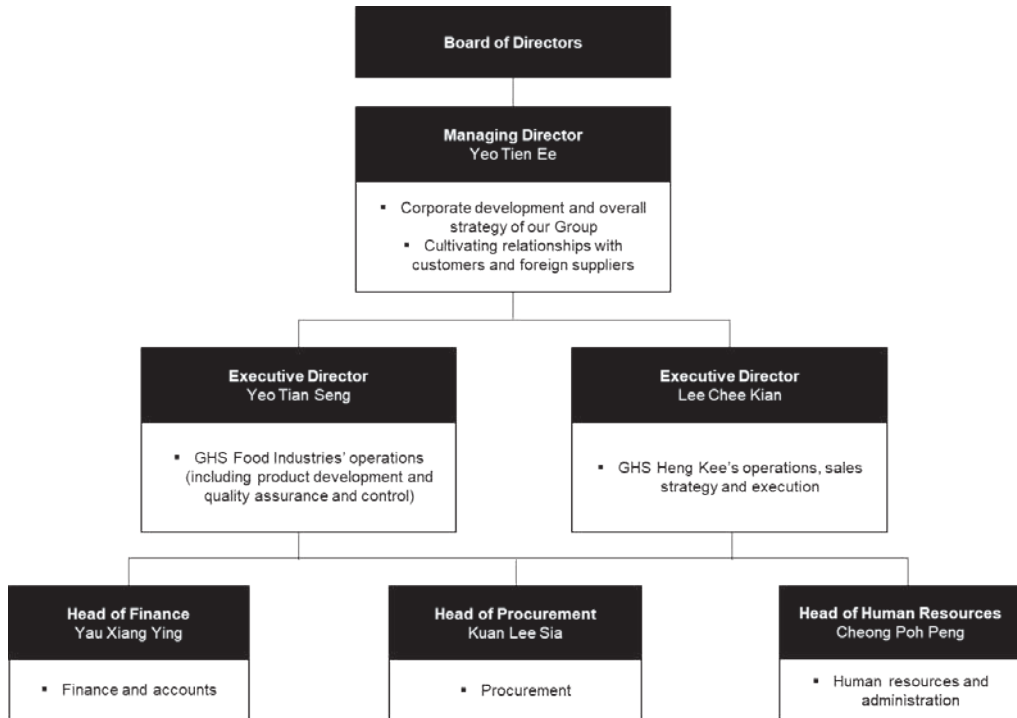 Board of Directors
Managing Director
Yeo Tien Ee
▪ Corporate development and overall
strategy of our Group
▪ Cultivating relationships with
customers and foreign suppliers
Executive Director
Yeo Tian Seng
▪ GHS Food Industries’ operations
(including product development and
quality assurance and control)
Executive Director
Lee Chee Kian
▪ GHS Heng Kee’s operations, sales
strategy and execution
Head of Finance
Yau Xiang Ying
▪ Finance and accounts
Head of Procurement
Kuan Lee Sia
▪ Procurement
Head of Human Resources
Cheong Poh Peng
▪ Human resources and
administration